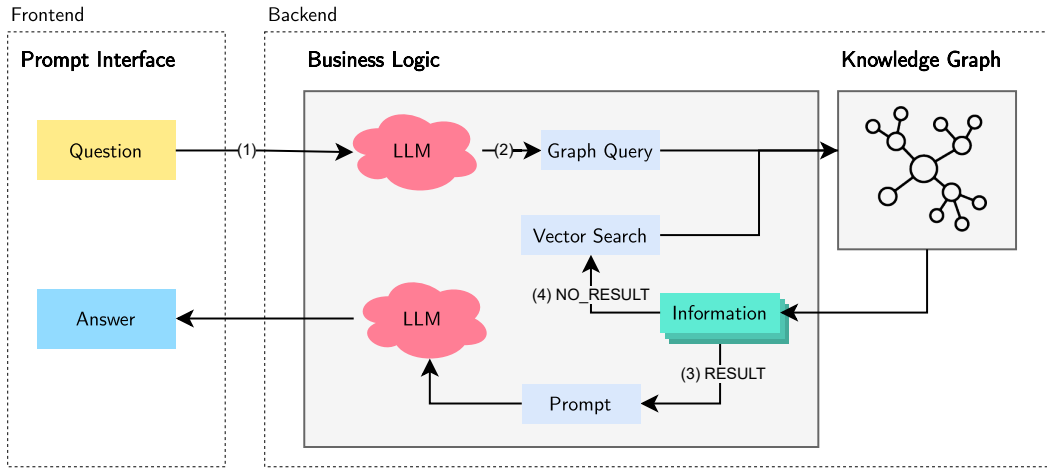 Frontend
Backend
Prompt Interface
Business Logic
Knowledge Graph
Question
(1)
LLM
(2)
Graph Query
Vector Search
(4) NO_RESULT
Information
Answer
LLM
(3) RESULT
Prompt